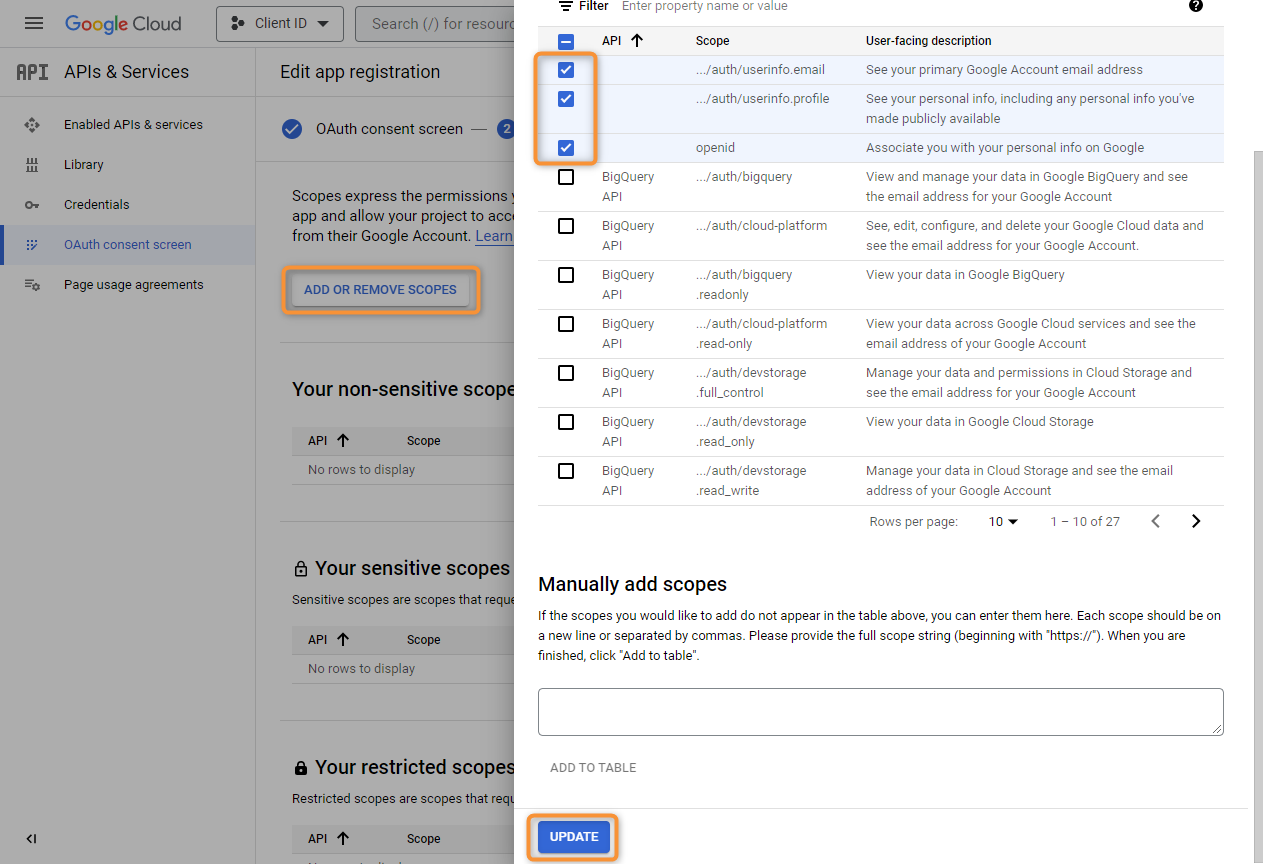 Google Cloud
Client ID
Search (/) for resour
API APIs & Services
Enabled APIs & services
Library
Credentials
OAuth consent screen
Page usage agreements
Edit app registration
OAuth consent screen — 2
Scopes express the permissions y
app and allow your project to acce
from their Google Account. Learn
ADD OR REMOVE SCOPES
Your non-sensitive scope
API Scope
No rows to display
Your sensitive scopes
Sensitive scopes are scopes that reque
API Scope
No rows to display
Your restricted scopes
Restricted scopes are scopes that requ
API Scope
No rows to display
Filter Enter property name or value
API Scope User-facing description
.../auth/userinfo.email See your primary Google Account email address
.../auth/userinfo.profile See your personal info, including any personal info you've
made publicly available
openid Associate you with your personal info on Google
BigQuery .../auth/bigquery View and manage your data in Google BigQuery and see
API the email address for your Google Account
BigQuery .../auth/cloud-platform See, edit, configure, and delete your Google Cloud data and
API see the email address for your Google Account.
BigQuery .../auth/bigquery View your data in Google BigQuery
API .readonly
BigQuery .../auth/cloud-platform View your data across Google Cloud services and see the
API .read-only email address of your Google Account
BigQuery .../auth/devstorage Manage your data and permissions in Cloud Storage and
API .full_control see the email address for your Google Account
BigQuery .../auth/devstorage View your data in Google Cloud Storage
API .read_only
BigQuery .../auth/devstorage Manage your data in Cloud Storage and see the email
API .read_write address of your Google Account
Rows per page: 10 1 – 10 of 27
Manually add scopes
If the scopes you would like to add do not appear in the table above, you can enter them here. Each scope should be on
a new line or separated by commas. Please provide the full scope string (beginning with "https://"). When you are
finished, click "Add to table".
ADD TO TABLE
UPDATE